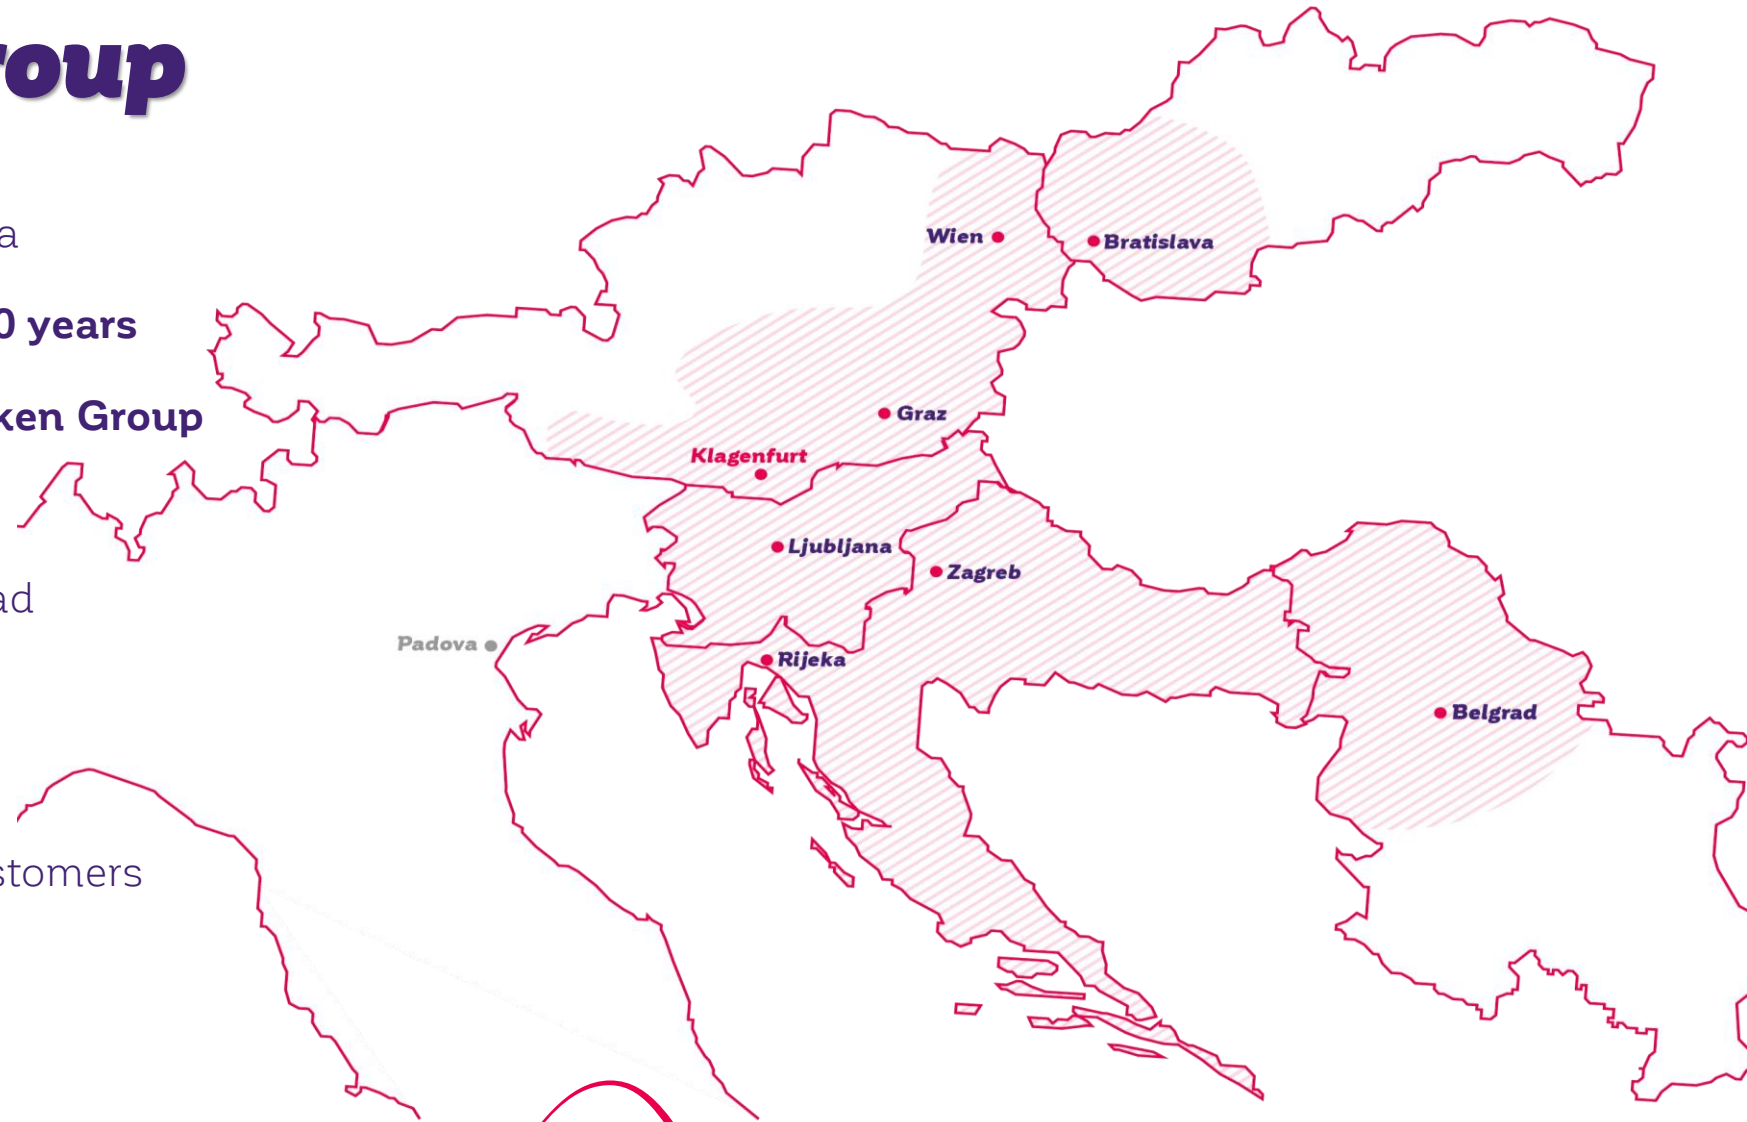 roup
a
0 years
ken Group
ad
stomers
Wien
Bratislava
Graz
Klagenfurt
Ljubljana
Zagreb
Padova
Rijeka
Belgrad